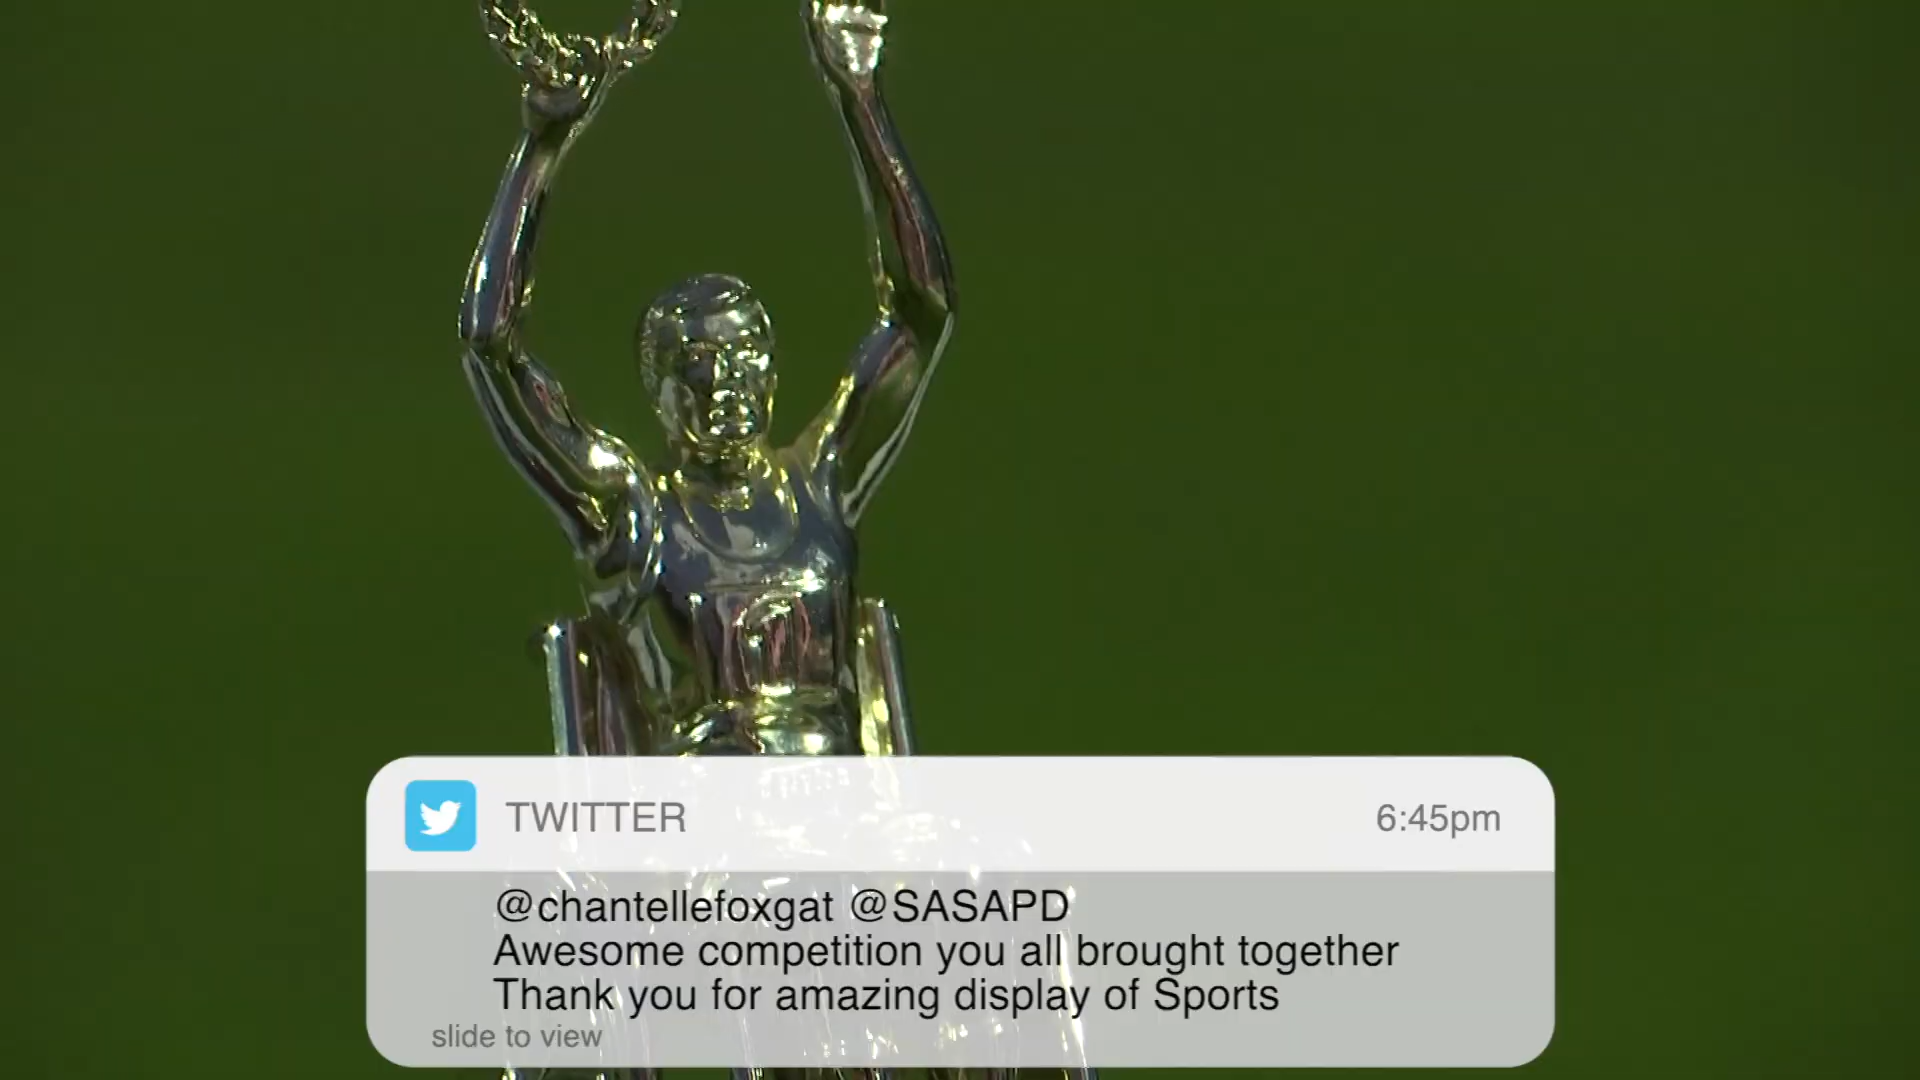 TWITTER 6:45pm
@chantellefoxgat @SASAPD
Awesome competition you all brought together
Thank you for amazing display of Sports
slide to view